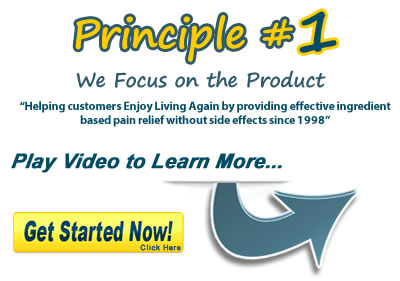 Principle #1
We Focus on the Product
“Helping customers Enjoy Living Again by providing effective ingredient
based pain relief without side effects since 1998”
Play Video to Learn More...
Get Started Now!
Click Here